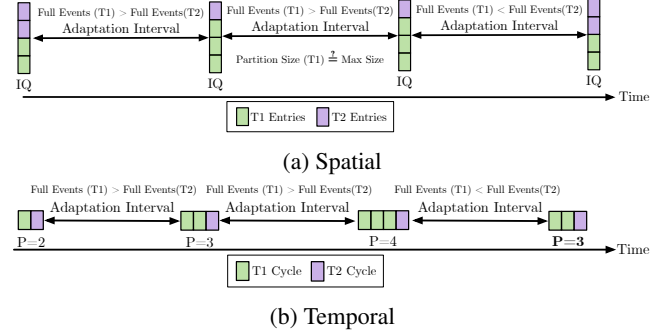 Full Events (T1) > Full Events(T2) Full Events (T1) > Full Events(T2) Full Events (T1) < Full Events(T2)
Adaptation Interval Adaptation Interval Adaptation Interval
Partition Size (T1) ≟ Max Size
IQ IQ IQ IQ
Time
T1 Entries T2 Entries
(a) Spatial
Full Events (T1) > Full Events(T2) Full Events (T1) > Full Events(T2) Full Events (T1) < Full Events(T2)
Adaptation Interval Adaptation Interval Adaptation Interval
P=2 P=3 P=4 P=3
Time
T1 Cycle T2 Cycle
(b) Temporal